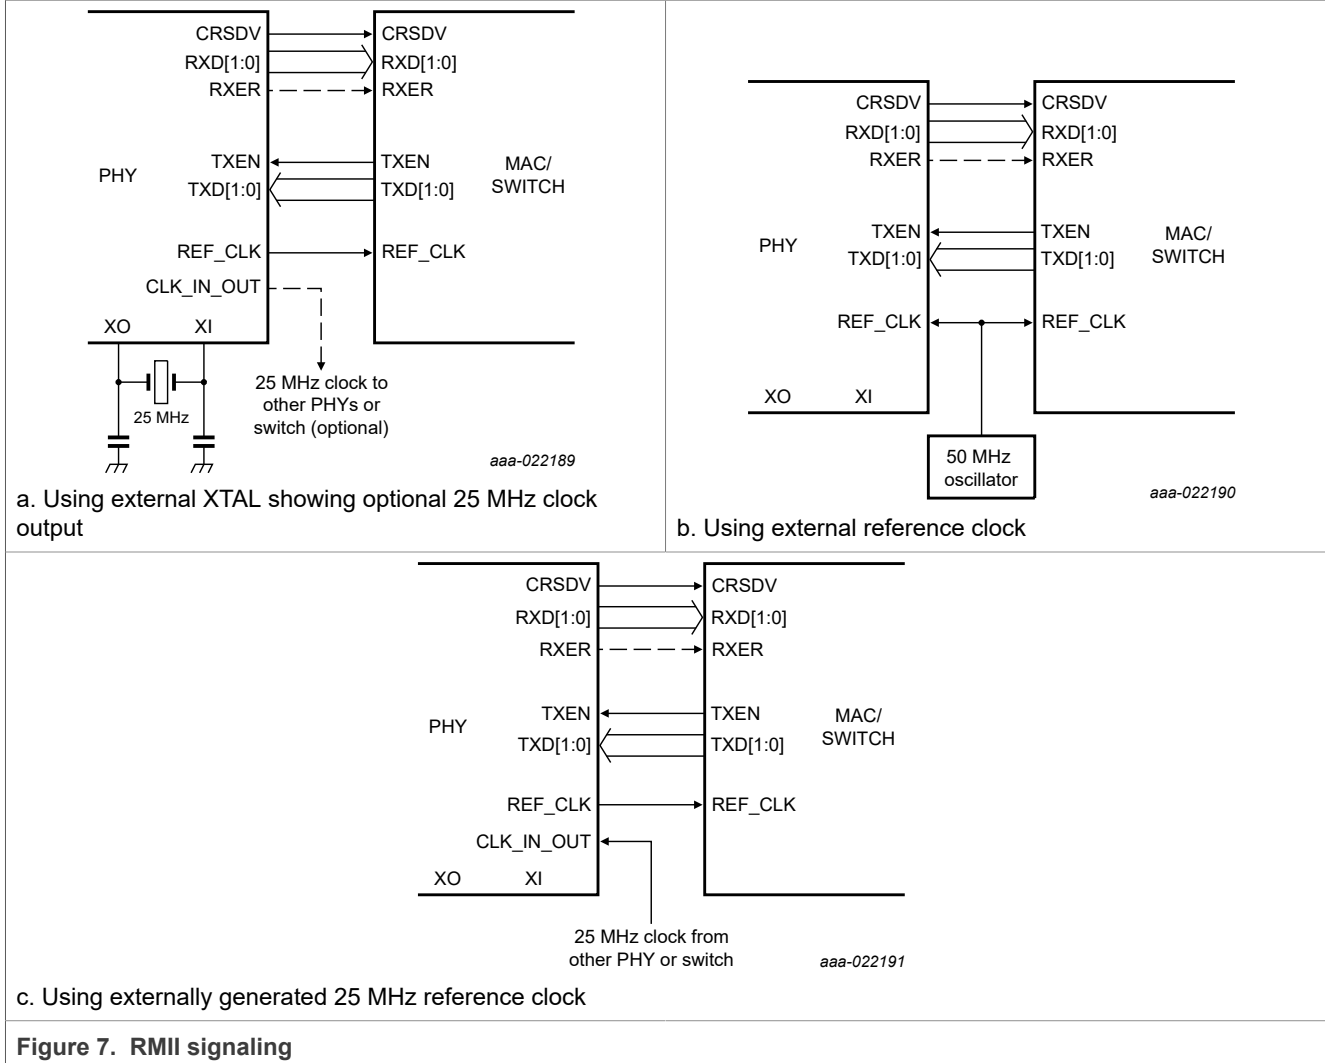 CRSDV CRSDV
RXD[1:0] RXD[1:0]
RXER RXER
TXEN TXEN
PHY
MAC/
SWITCH
TXD[1:0] TXD[1:0]
REF_CLK REF_CLK
CLK_IN_OUT
XO XI
25 MHz
25 MHz clock to
other PHYs or
switch (optional)
aaa-022189
a. Using external XTAL showing optional 25 MHz clock
output
CRSDV CRSDV
RXD[1:0] RXD[1:0]
RXER RXER
TXEN TXEN
PHY
MAC/
SWITCH
TXD[1:0] TXD[1:0]
REF_CLK REF_CLK
XO XI
50 MHz
oscillator
aaa-022190
b. Using external reference clock
CRSDV CRSDV
RXD[1:0] RXD[1:0]
RXER RXER
TXEN TXEN
PHY
MAC/
SWITCH
TXD[1:0] TXD[1:0]
REF_CLK REF_CLK
CLK_IN_OUT
XO XI
25 MHz clock from
other PHY or switch
aaa-022191
c. Using externally generated 25 MHz reference clock
Figure 7. RMII signaling